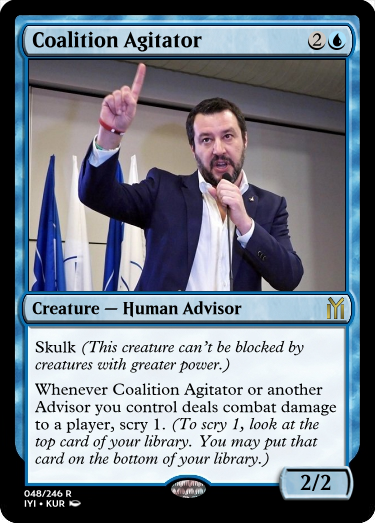 Coalition Agitator 2
Creature — Human Advisor
Skulk (This creature can't be blocked by
creatures with greater power.)
Whenever Coalition Agitator or another
Advisor you control deals combat damage
to a player, scry 1. (To scry 1, look at the
top card of your library. You may put that
card on the bottom of your library.)
2/2
048/246 R
IYI • KUR